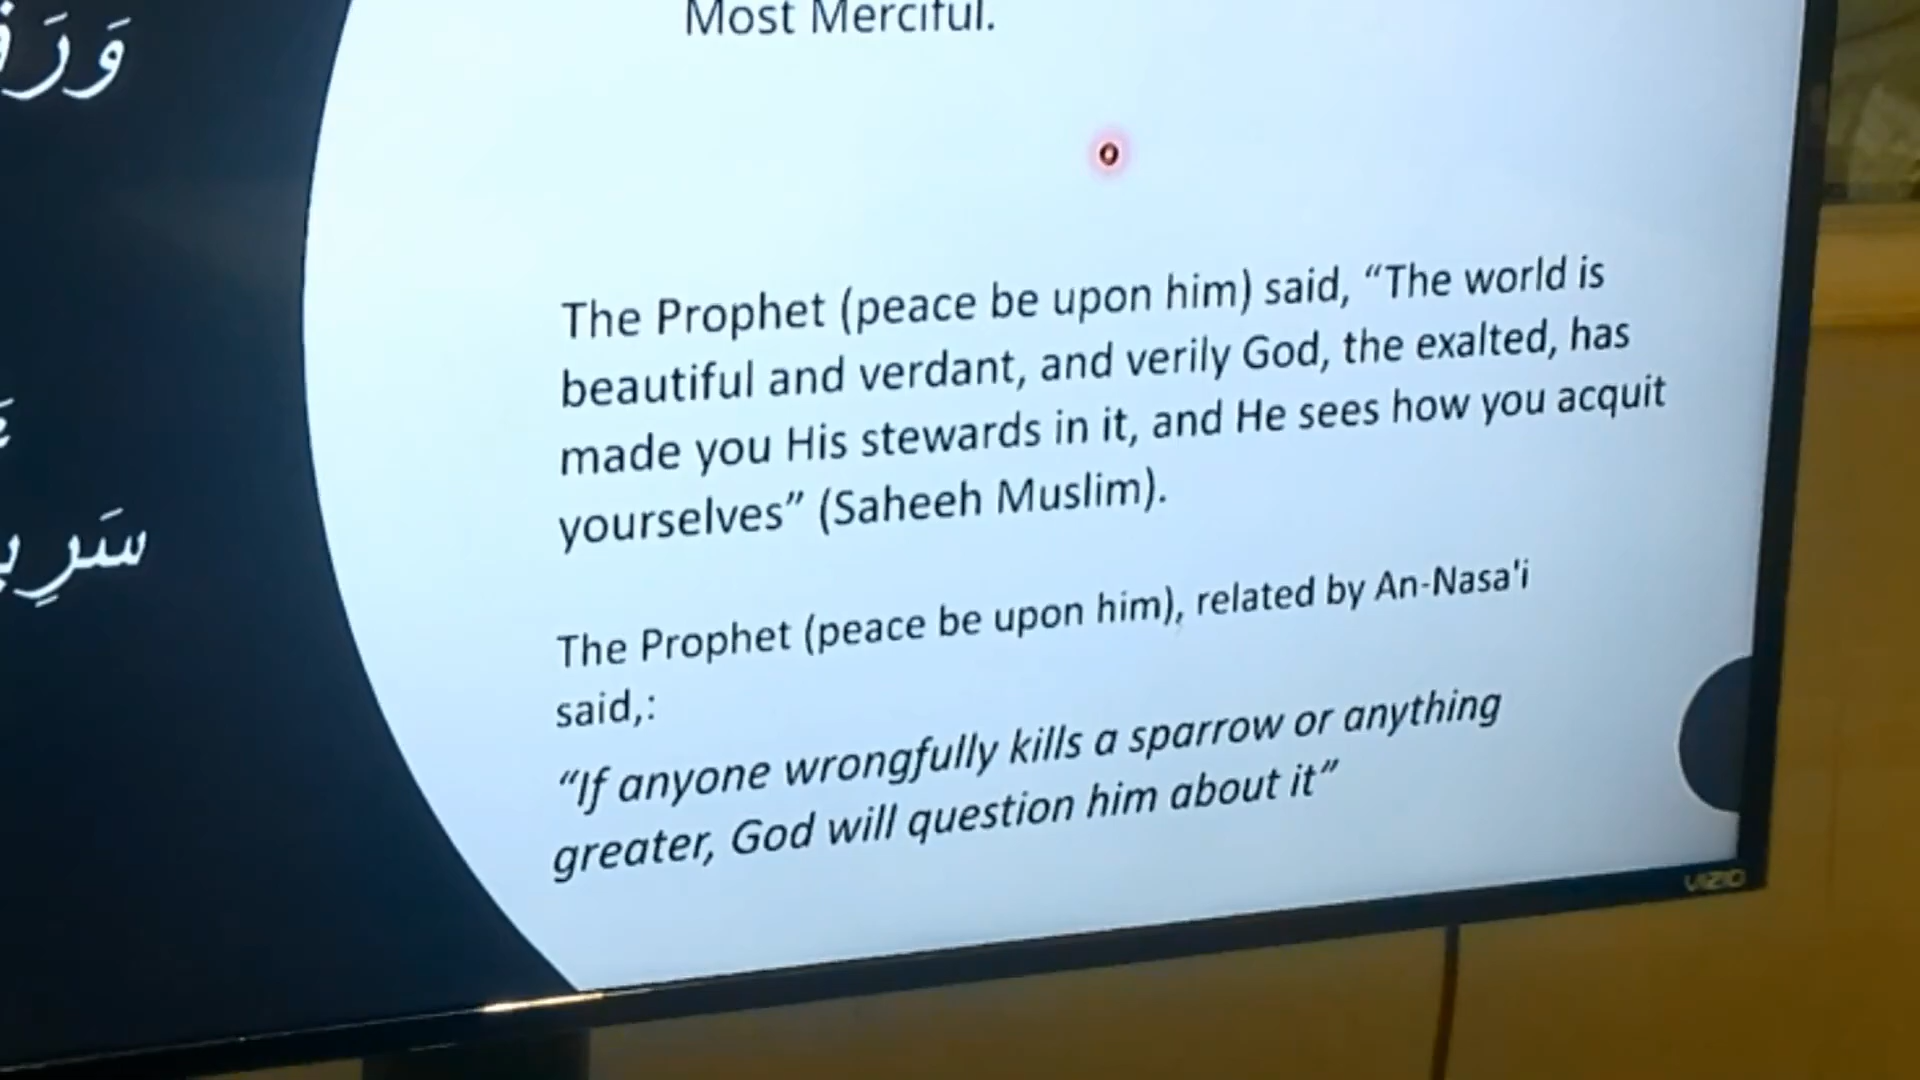 Most Merciful.
The Prophet (peace be upon him) said, “The world is
beautiful and verdant, and verily God, the exalted, has
made you His stewards in it, and He sees how you acquit
yourselves” (Saheeh Muslim).
The Prophet (peace be upon him), related by An-Nasa'i
said,:
“If anyone wrongfully kills a sparrow or anything
greater, God will question him about it”
VIZIO